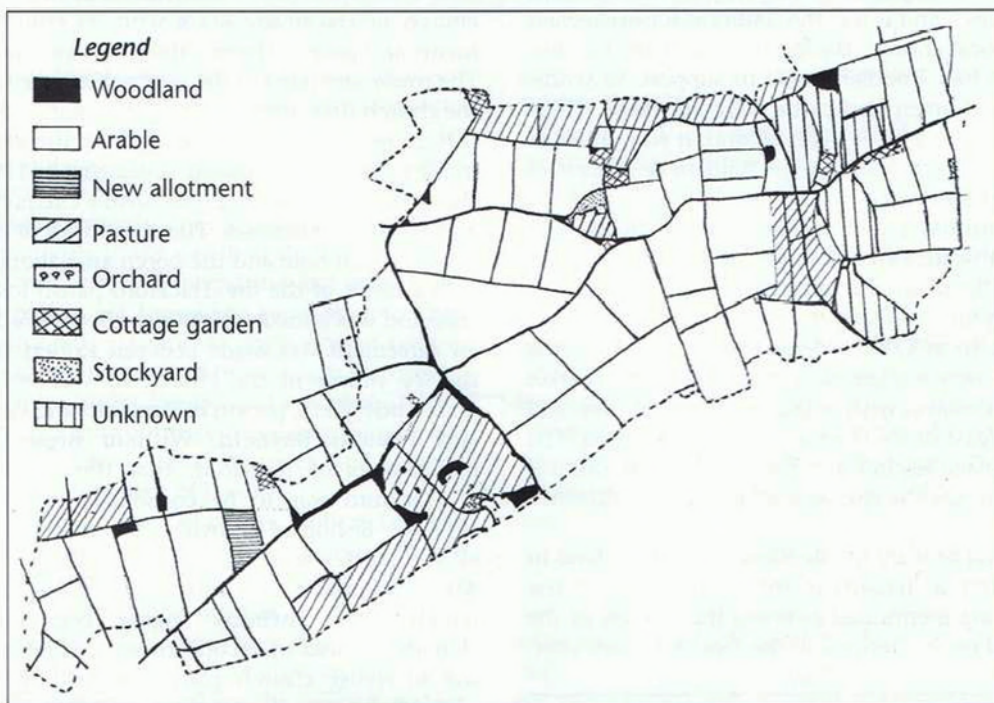 Legend
Woodland
Arable
New allotment
Pasture
Orchard
Cottage garden
Stockyard
Unknown